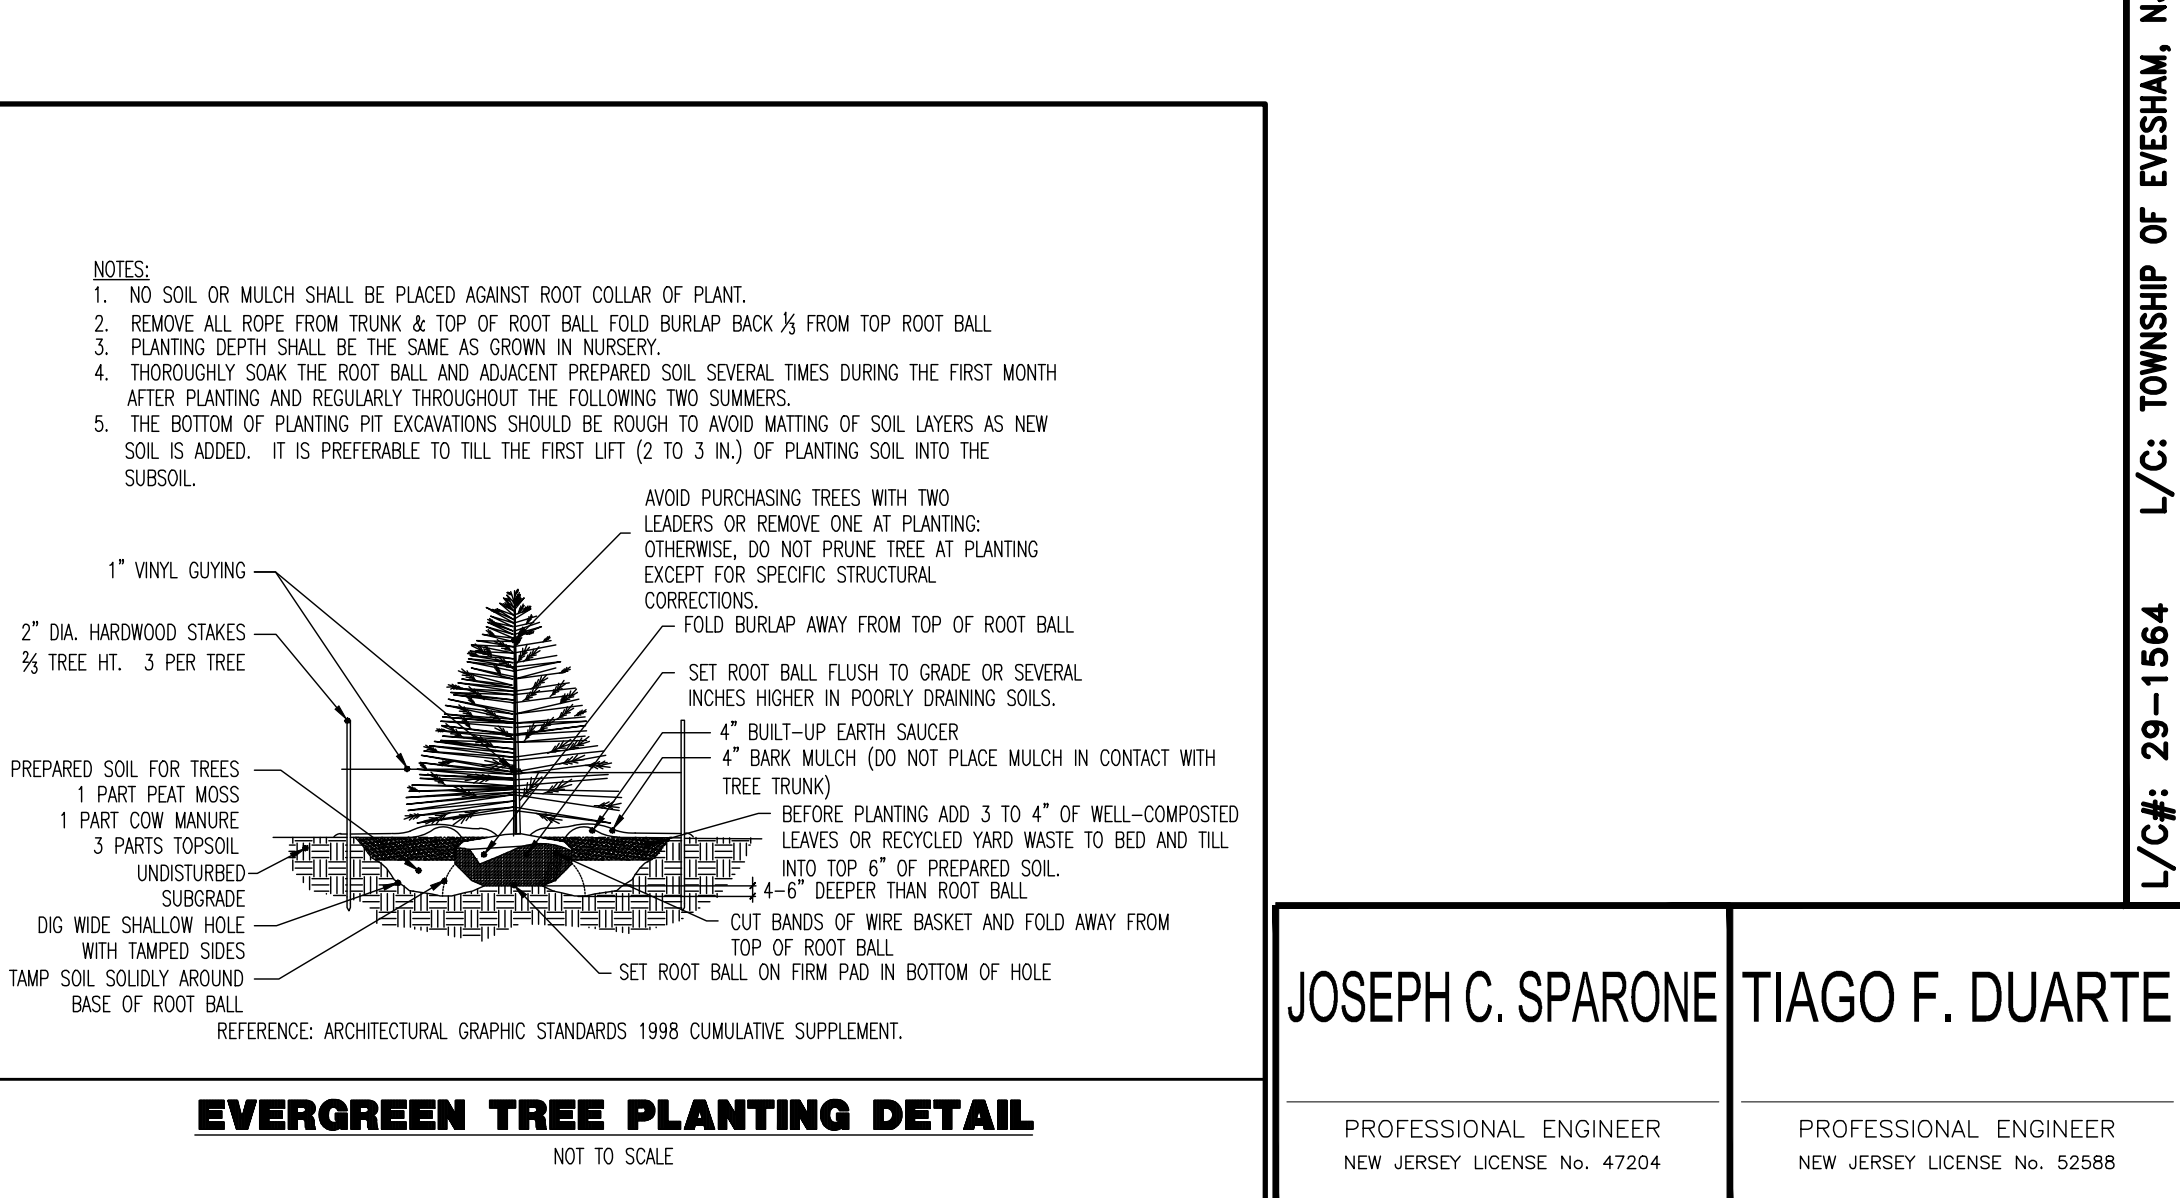 NOTES:
1. NO SOIL OR MULCH SHALL BE PLACED AGAINST ROOT COLLAR OF PLANT.
2. REMOVE ALL ROPE FROM TRUNK & TOP OF ROOT BALL FOLD BURLAP BACK ⅓ FROM TOP ROOT BALL
3. PLANTING DEPTH SHALL BE THE SAME AS GROWN IN NURSERY.
4. THOROUGHLY SOAK THE ROOT BALL AND ADJACENT PREPARED SOIL SEVERAL TIMES DURING THE FIRST MONTH
AFTER PLANTING AND REGULARLY THROUGHOUT THE FOLLOWING TWO SUMMERS.
5. THE BOTTOM OF PLANTING PIT EXCAVATIONS SHOULD BE ROUGH TO AVOID MATTING OF SOIL LAYERS AS NEW
SOIL IS ADDED. IT IS PREFERABLE TO TILL THE FIRST LIFT (2 TO 3 IN.) OF PLANTING SOIL INTO THE
SUBSOIL.
1" VINYL GUYING
2" DIA. HARDWOOD STAKES
⅔ TREE HT. 3 PER TREE
PREPARED SOIL FOR TREES
1 PART PEAT MOSS
1 PART COW MANURE
3 PARTS TOPSOIL
UNDISTURBED
SUBGRADE
DIG WIDE SHALLOW HOLE
WITH TAMPED SIDES
TAMP SOIL SOLIDLY AROUND
BASE OF ROOT BALL
AVOID PURCHASING TREES WITH TWO
LEADERS OR REMOVE ONE AT PLANTING:
OTHERWISE, DO NOT PRUNE TREE AT PLANTING
EXCEPT FOR SPECIFIC STRUCTURAL
CORRECTIONS.
FOLD BURLAP AWAY FROM TOP OF ROOT BALL
SET ROOT BALL FLUSH TO GRADE OR SEVERAL
INCHES HIGHER IN POORLY DRAINING SOILS.
4" BUILT-UP EARTH SAUCER
4" BARK MULCH (DO NOT PLACE MULCH IN CONTACT WITH
TREE TRUNK)
BEFORE PLANTING ADD 3 TO 4" OF WELL-COMPOSTED
LEAVES OR RECYCLED YARD WASTE TO BED AND TILL
INTO TOP 6" OF PREPARED SOIL.
4-6" DEEPER THAN ROOT BALL
CUT BANDS OF WIRE BASKET AND FOLD AWAY FROM
TOP OF ROOT BALL
SET ROOT BALL ON FIRM PAD IN BOTTOM OF HOLE
REFERENCE: ARCHITECTURAL GRAPHIC STANDARDS 1998 CUMULATIVE SUPPLEMENT.
EVERGREEN TREE PLANTING DETAIL
NOT TO SCALE
L/C#: 29-1564 L/C: TOWNSHIP OF EVESHAM,
JOSEPH C. SPARONE
PROFESSIONAL ENGINEER
NEW JERSEY LICENSE No. 47204
TIAGO F. DUARTE
PROFESSIONAL ENGINEER
NEW JERSEY LICENSE No. 52588